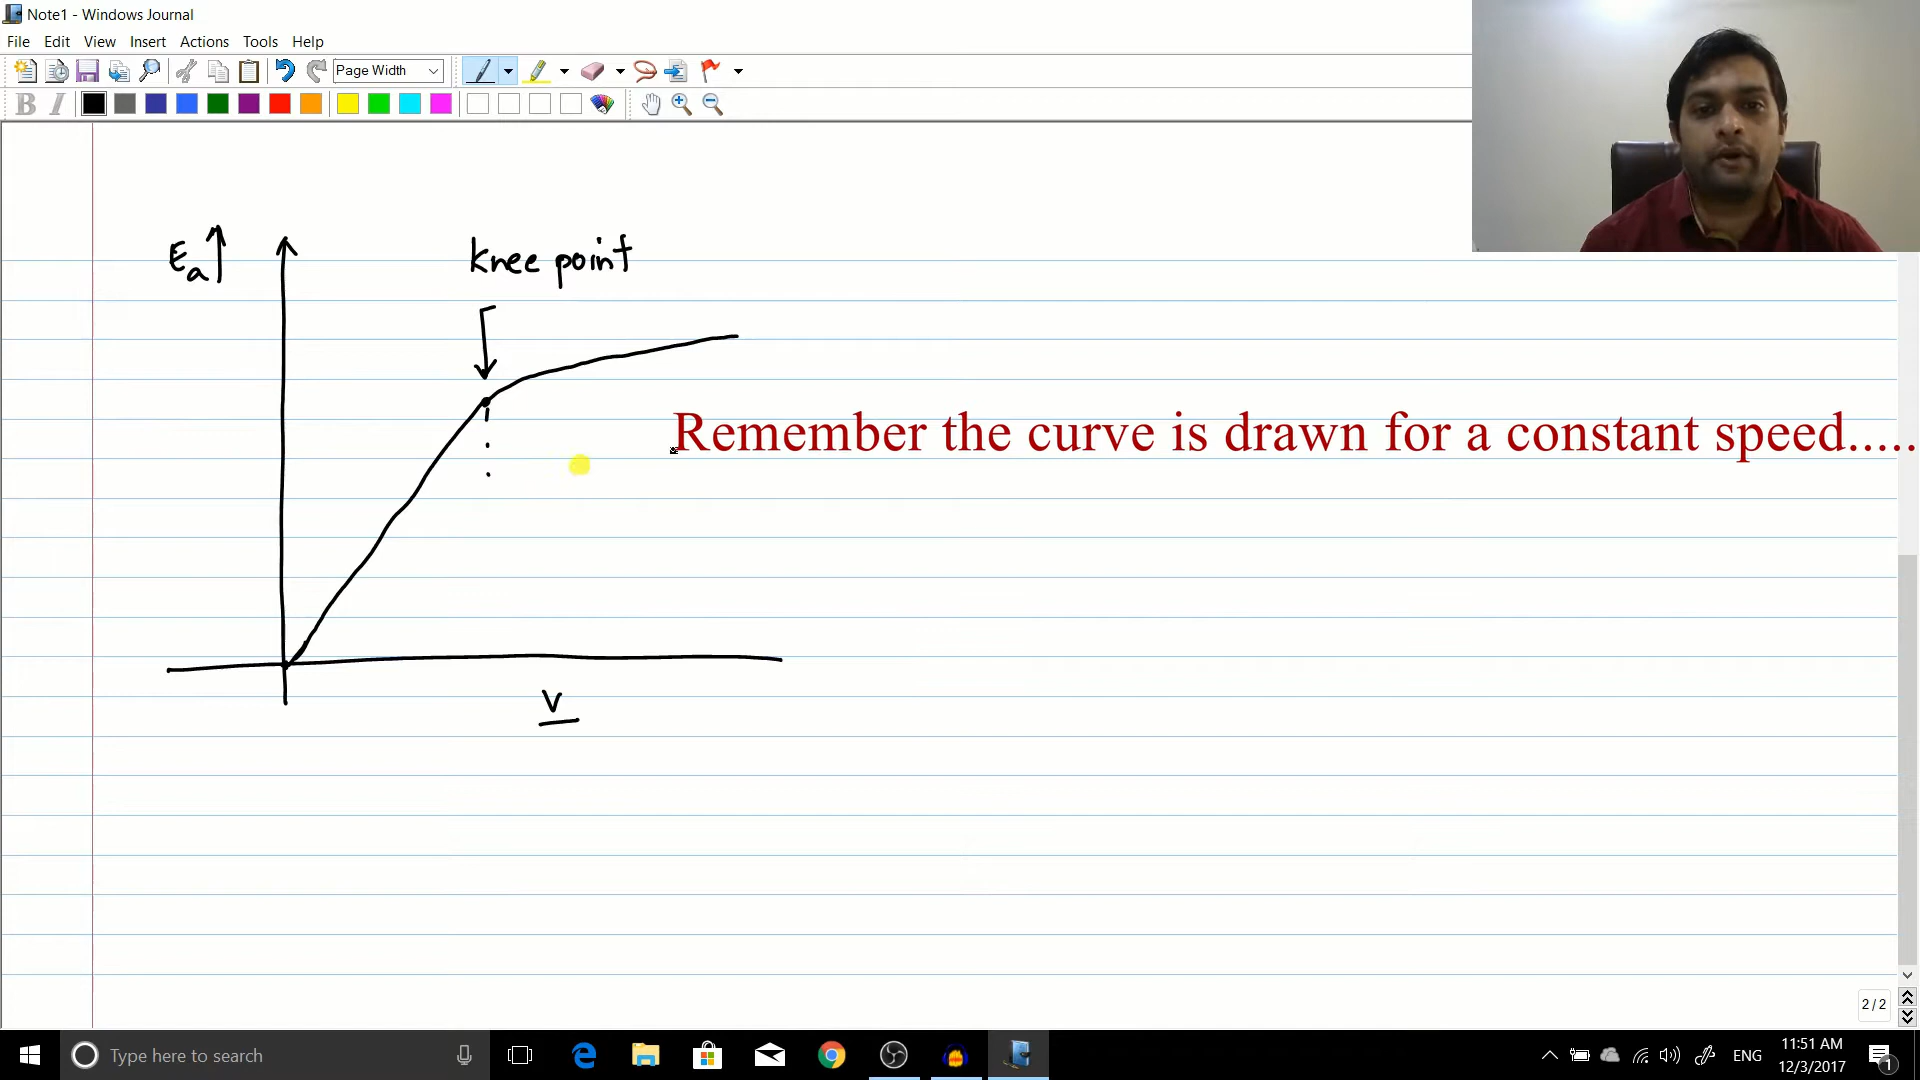 Note1 - Windows Journal
File Edit View Insert Actions Tools Help
Page Width
B I
Ea
knee point
Remember the curve is drawn for a constant speed.....
V
2 / 2
Type here to search
ENG
11:51 AM
12/3/2017
1